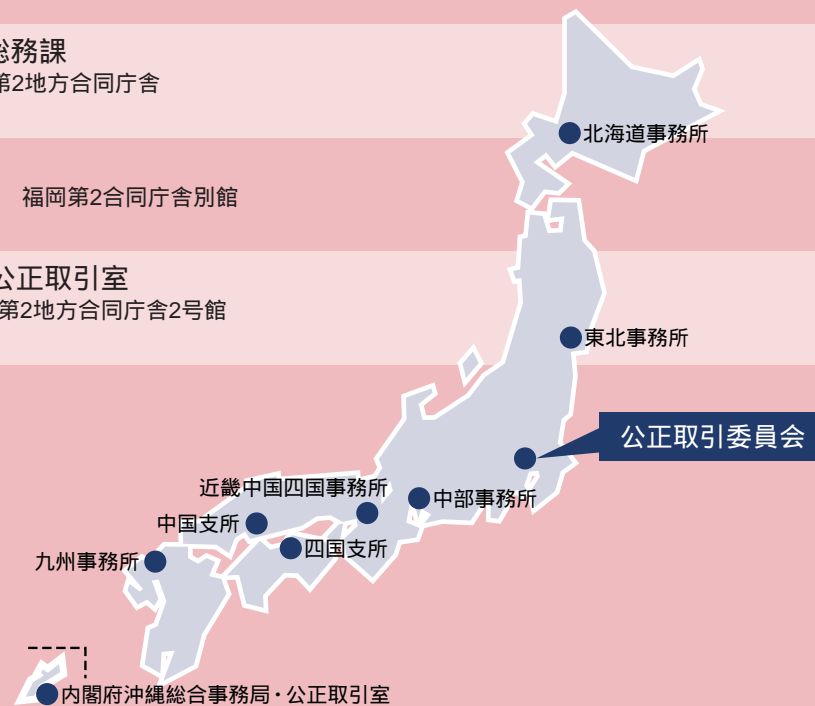 総務課
第2地方合同庁舎
北海道事務所
福岡第2合同庁舎別館
公正取引室
第2地方合同庁舎2号館
東北事務所
公正取引委員会
近畿中国四国事務所
中部事務所
中国支所
四国支所
九州事務所
内閣府沖縄総合事務局・公正取引室